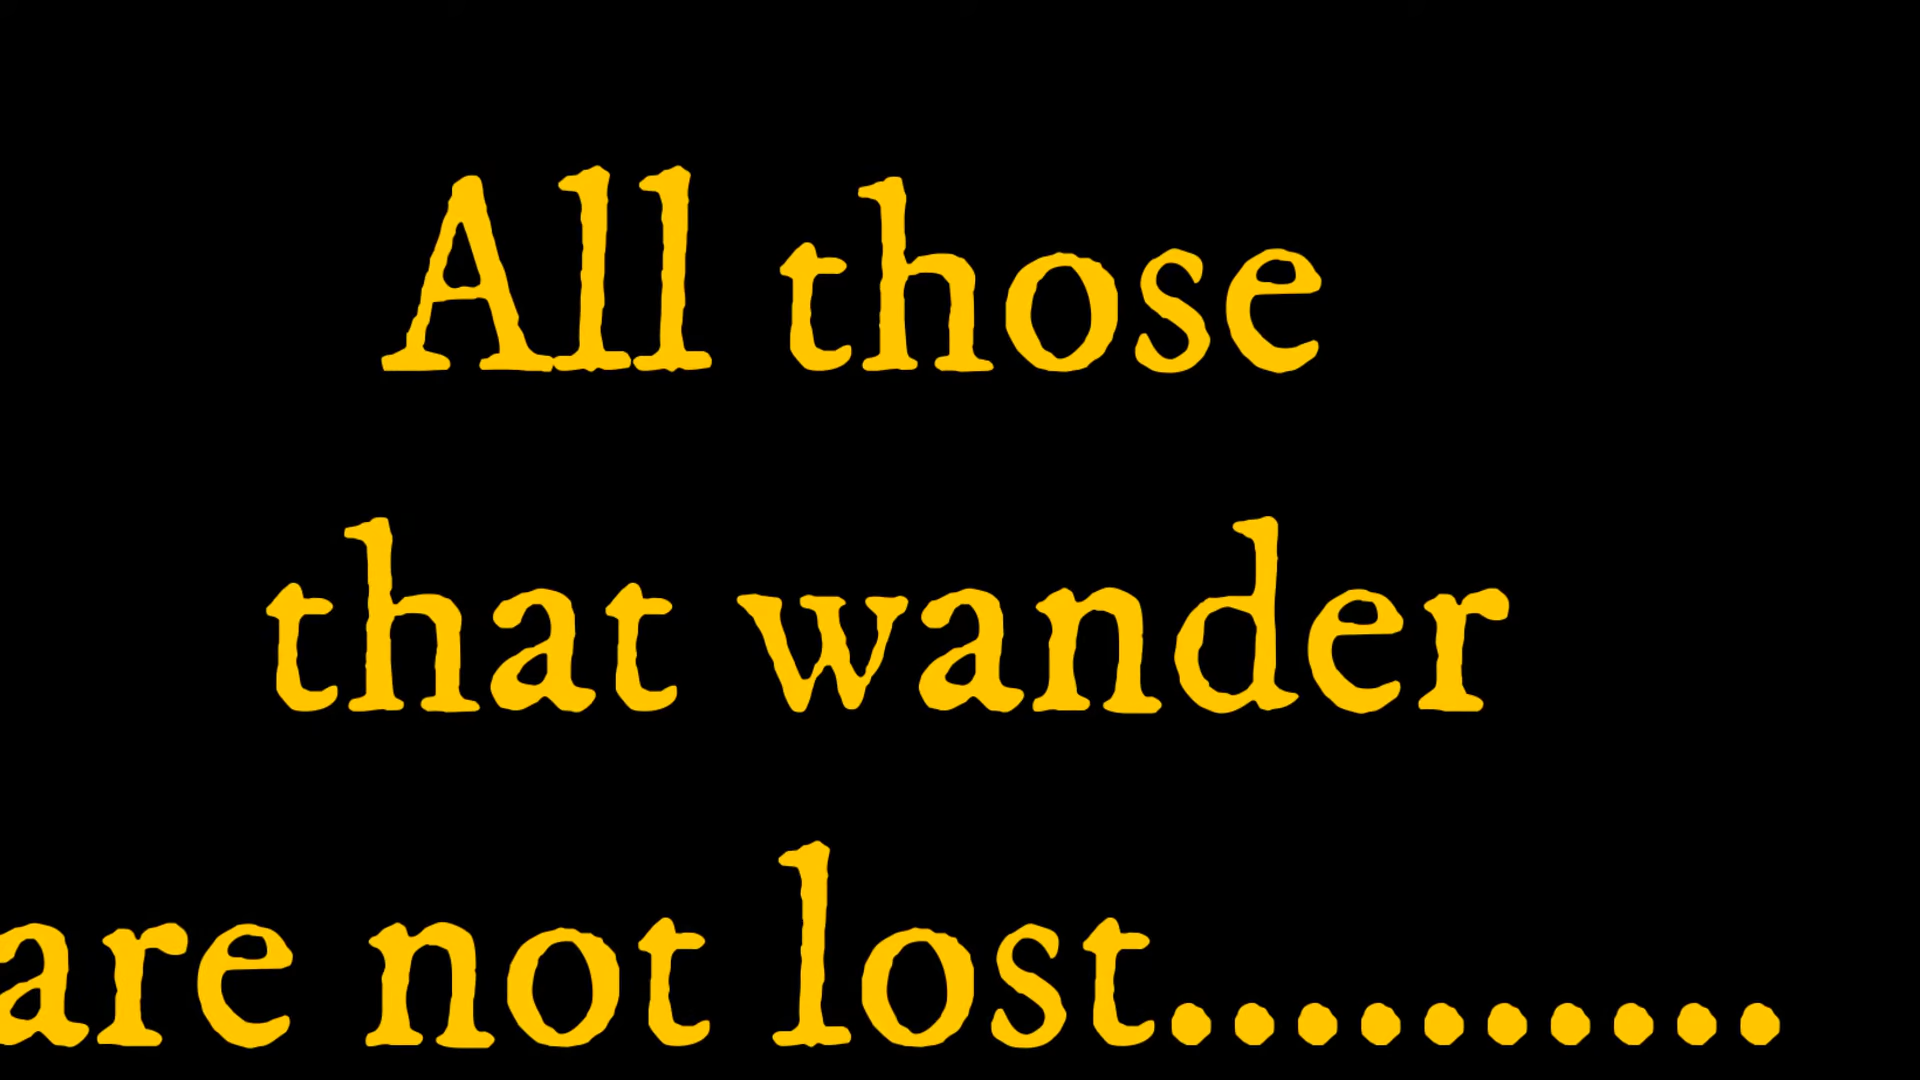 All those
that wander
are not lost..........